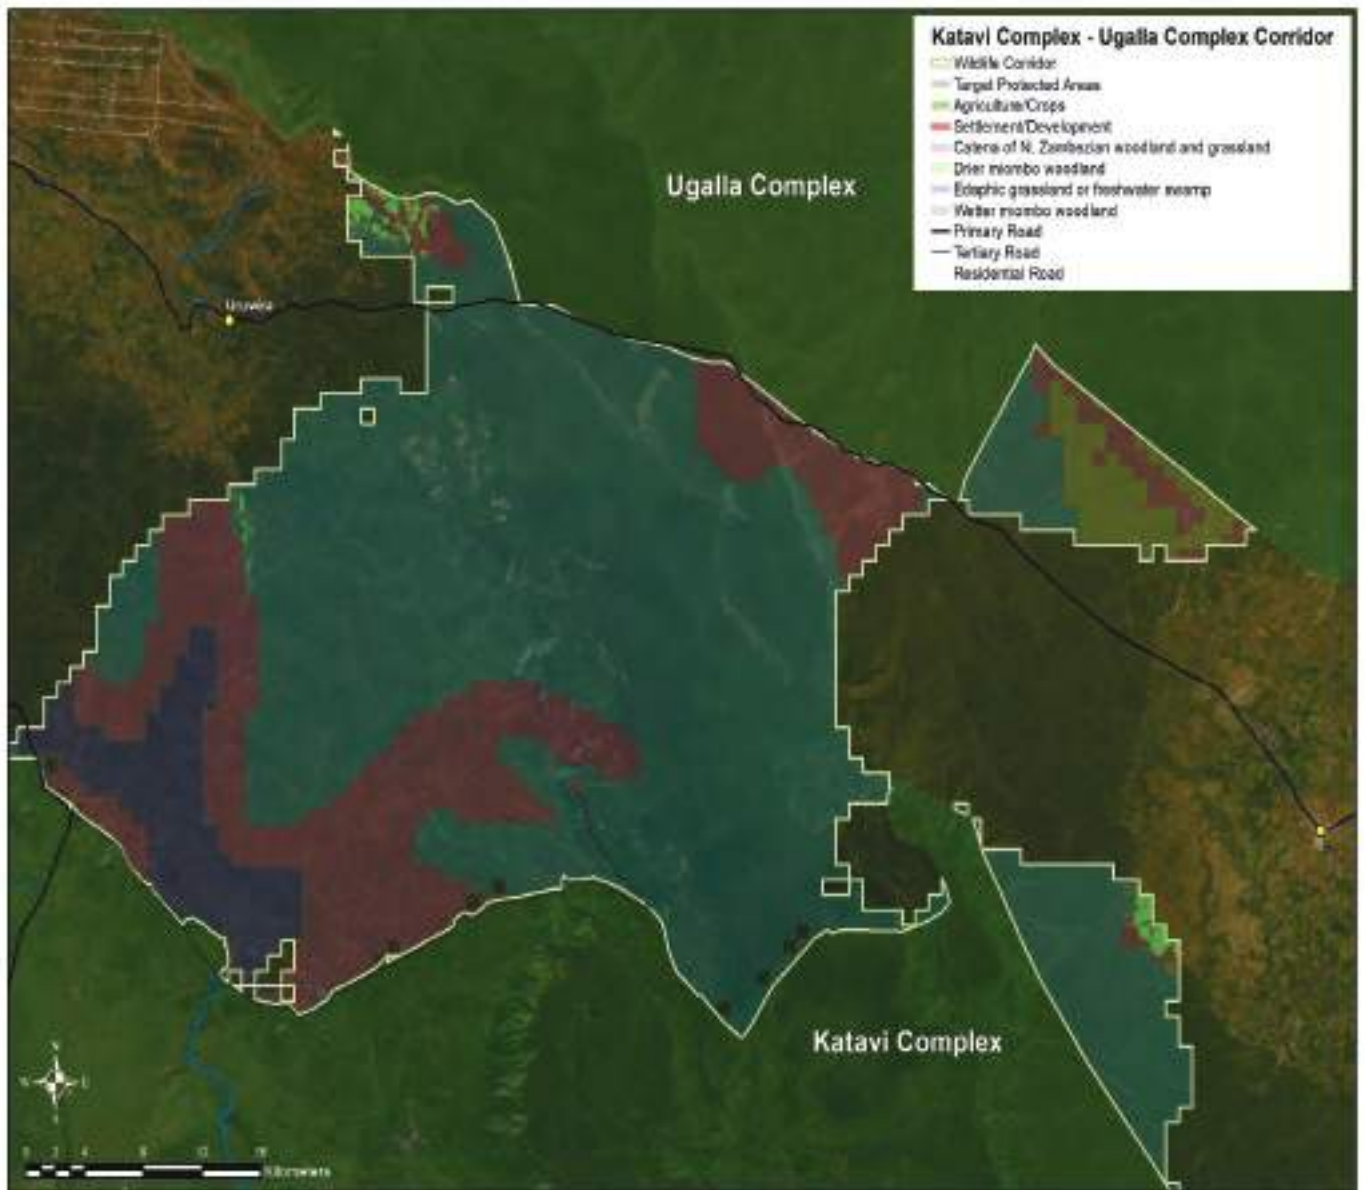 Katavi Complex - Ugalla Complex Corridor
Wildlife Corridor
Target Protected Areas
Agriculture/Crops
Settlement/Development
Catena of N. Zambezian woodland and grassland
Drier miombo woodland
Edaphic grassland or freshwater swamp
Wetter miombo woodland
Primary Road
Tertiary Road
Residential Road
Ugalla Complex
Katavi Complex
N
W
E
S
Kilometers